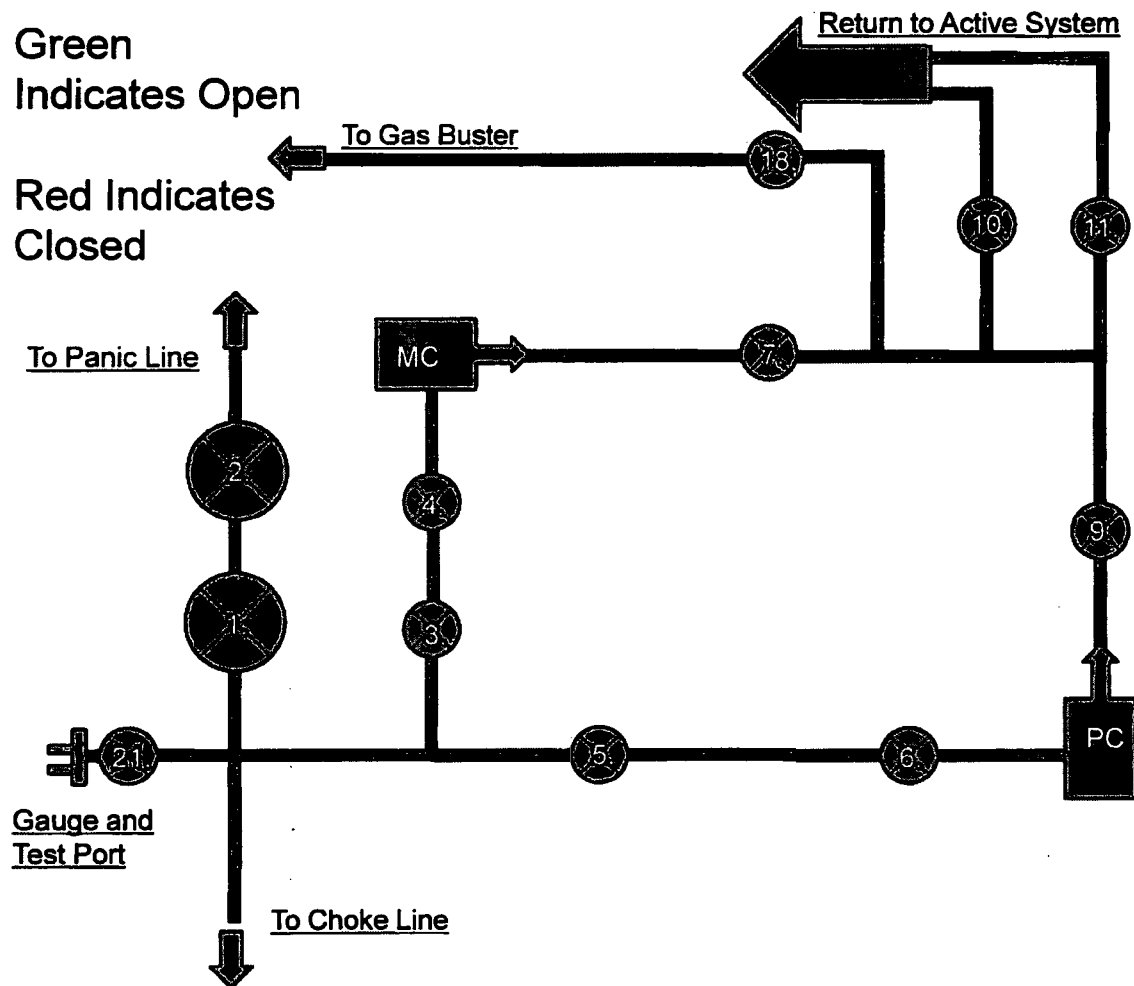 Green
Indicates Open
Return to Active System
To Gas Buster
18
Red Indicates
Closed
10
11
To Panic Line
MC
7
2
4
9
1
3
21
5
6
PC
Gauge and
Test Port
To Choke Line